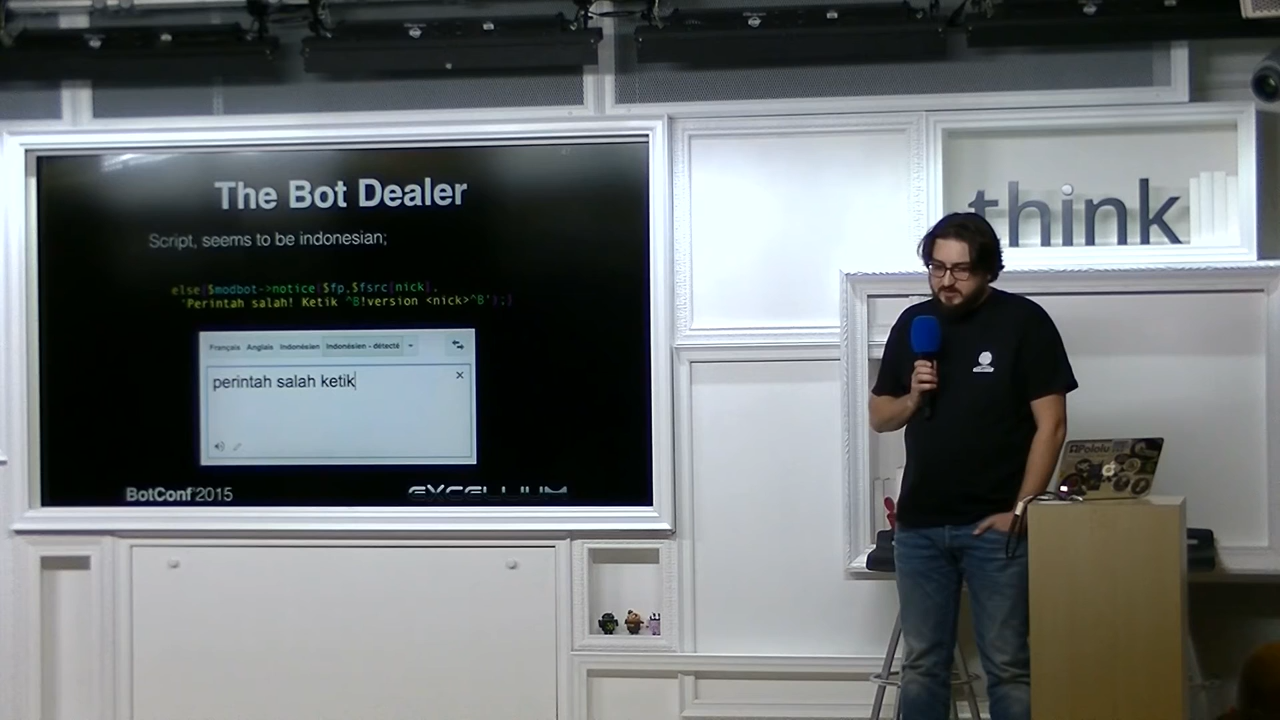 The Bot Dealer
Script, seems to be indonesian;
else($modbot->notice($fp,$fsrc[nick],
'Perintah salah! Ketik ^B!version <nick>^B');}
Français Anglais Indonésien Indonésien - détecté
perintah salah ketik
BotConf'2015
EXCELLIUM
think
Pololu